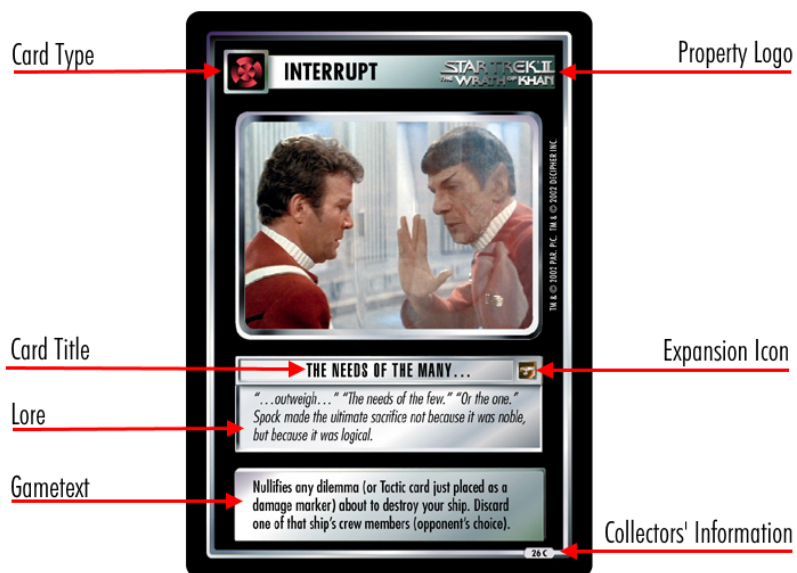 Card Type
Property Logo
INTERRUPT
STAR TREK II
THE WRATH OF KHAN
TM & © 2002 PAR. PIC. TM & © 2002 DECIPHER INC.
Card Title
Expansion Icon
THE NEEDS OF THE MANY...
Lore
"...outweigh..." "The needs of the few." "Or the one."
Spock made the ultimate sacrifice not because it was noble,
but because it was logical.
Gametext
Nullifies any dilemma (or Tactic card just placed as a
damage marker) about to destroy your ship. Discard
one of that ship's crew members (opponent's choice).
Collectors' Information
26 C